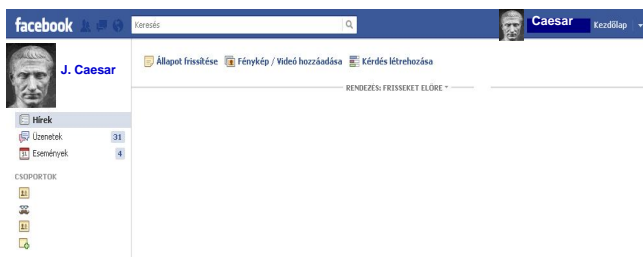 facebook
Keresés
Caesar
Kezdőlap
J. Caesar
Állapot frissítése
Fénykép / Videó hozzáadása
Kérdés létrehozása
RENDEZÉS: FRISSEKET ELŐRE
Hírek
Üzenetek 31
Események 4
CSOPORTOK